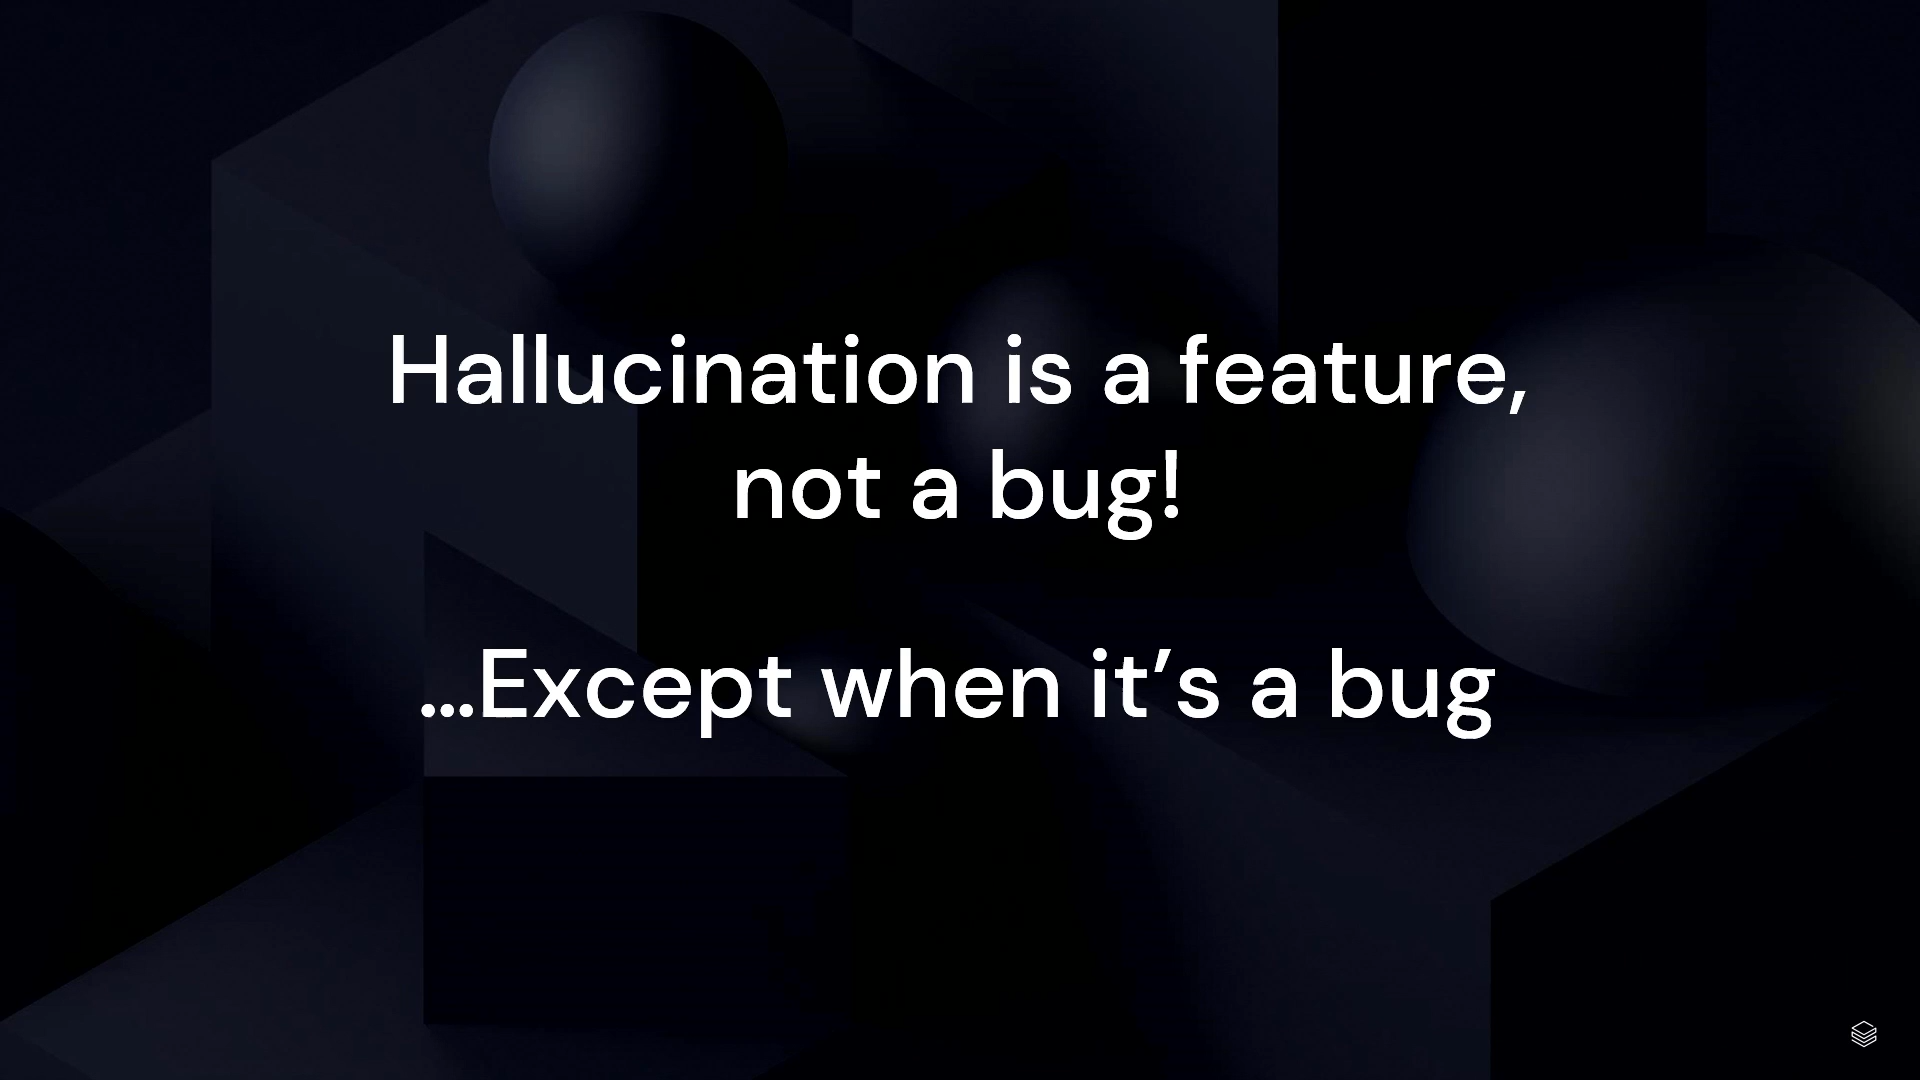 Hallucination is a feature,
not a bug!
...Except when it’s a bug